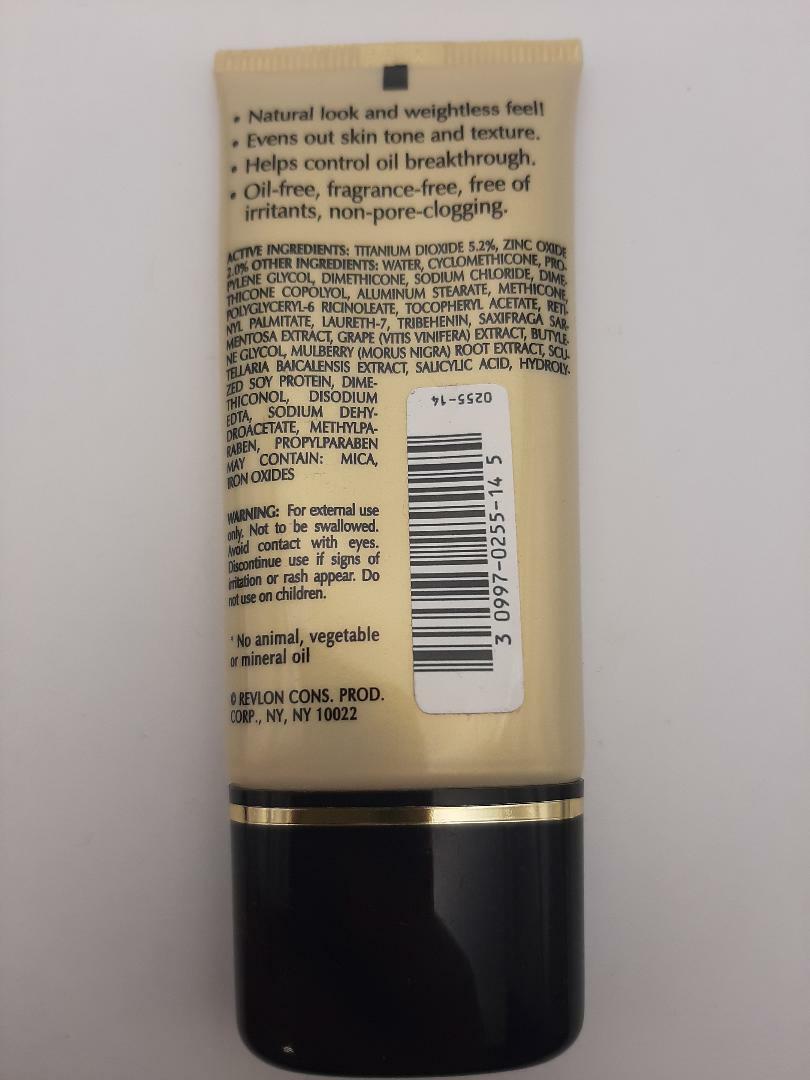 • Natural look and weightless feel!
• Evens out skin tone and texture.
• Helps control oil breakthrough.
• Oil-free, fragrance-free, free of
irritants, non-pore-clogging.
ACTIVE INGREDIENTS: TITANIUM DIOXIDE 5.2%, ZINC OXIDE
2.0% OTHER INGREDIENTS: WATER, CYCLOMETHICONE, PRO-
PYLENE GLYCOL, DIMETHICONE, SODIUM CHLORIDE, DIME-
THICONE COPOLYOL, ALUMINUM STEARATE, METHICONE,
POLYGLYCERYL-6 RICINOLEATE, TOCOPHERYL ACETATE, RETI-
NYL PALMITATE, LAURETH-7, TRIBEHENIN, SAXIFRAGA SAR-
MENTOSA EXTRACT, GRAPE (VITIS VINIFERA) EXTRACT, BUTYLE-
NE GLYCOL, MULBERRY (MORUS NIGRA) ROOT EXTRACT, SCU-
TELLARIA BAICALENSIS EXTRACT, SALICYLIC ACID, HYDROLY-
ZED SOY PROTEIN, DIME-
THICONOL, DISODIUM
EDTA, SODIUM DEHY-
DROACETATE, METHYLPA-
RABEN, PROPYLPARABEN
MAY CONTAIN: MICA,
IRON OXIDES
WARNING: For external use
only. Not to be swallowed.
Avoid contact with eyes.
Discontinue use if signs of
irritation or rash appear. Do
not use on children.
* No animal, vegetable
or mineral oil
© REVLON CONS. PROD.
CORP., NY, NY 10022
0255-14
3 0997-0255-14 5